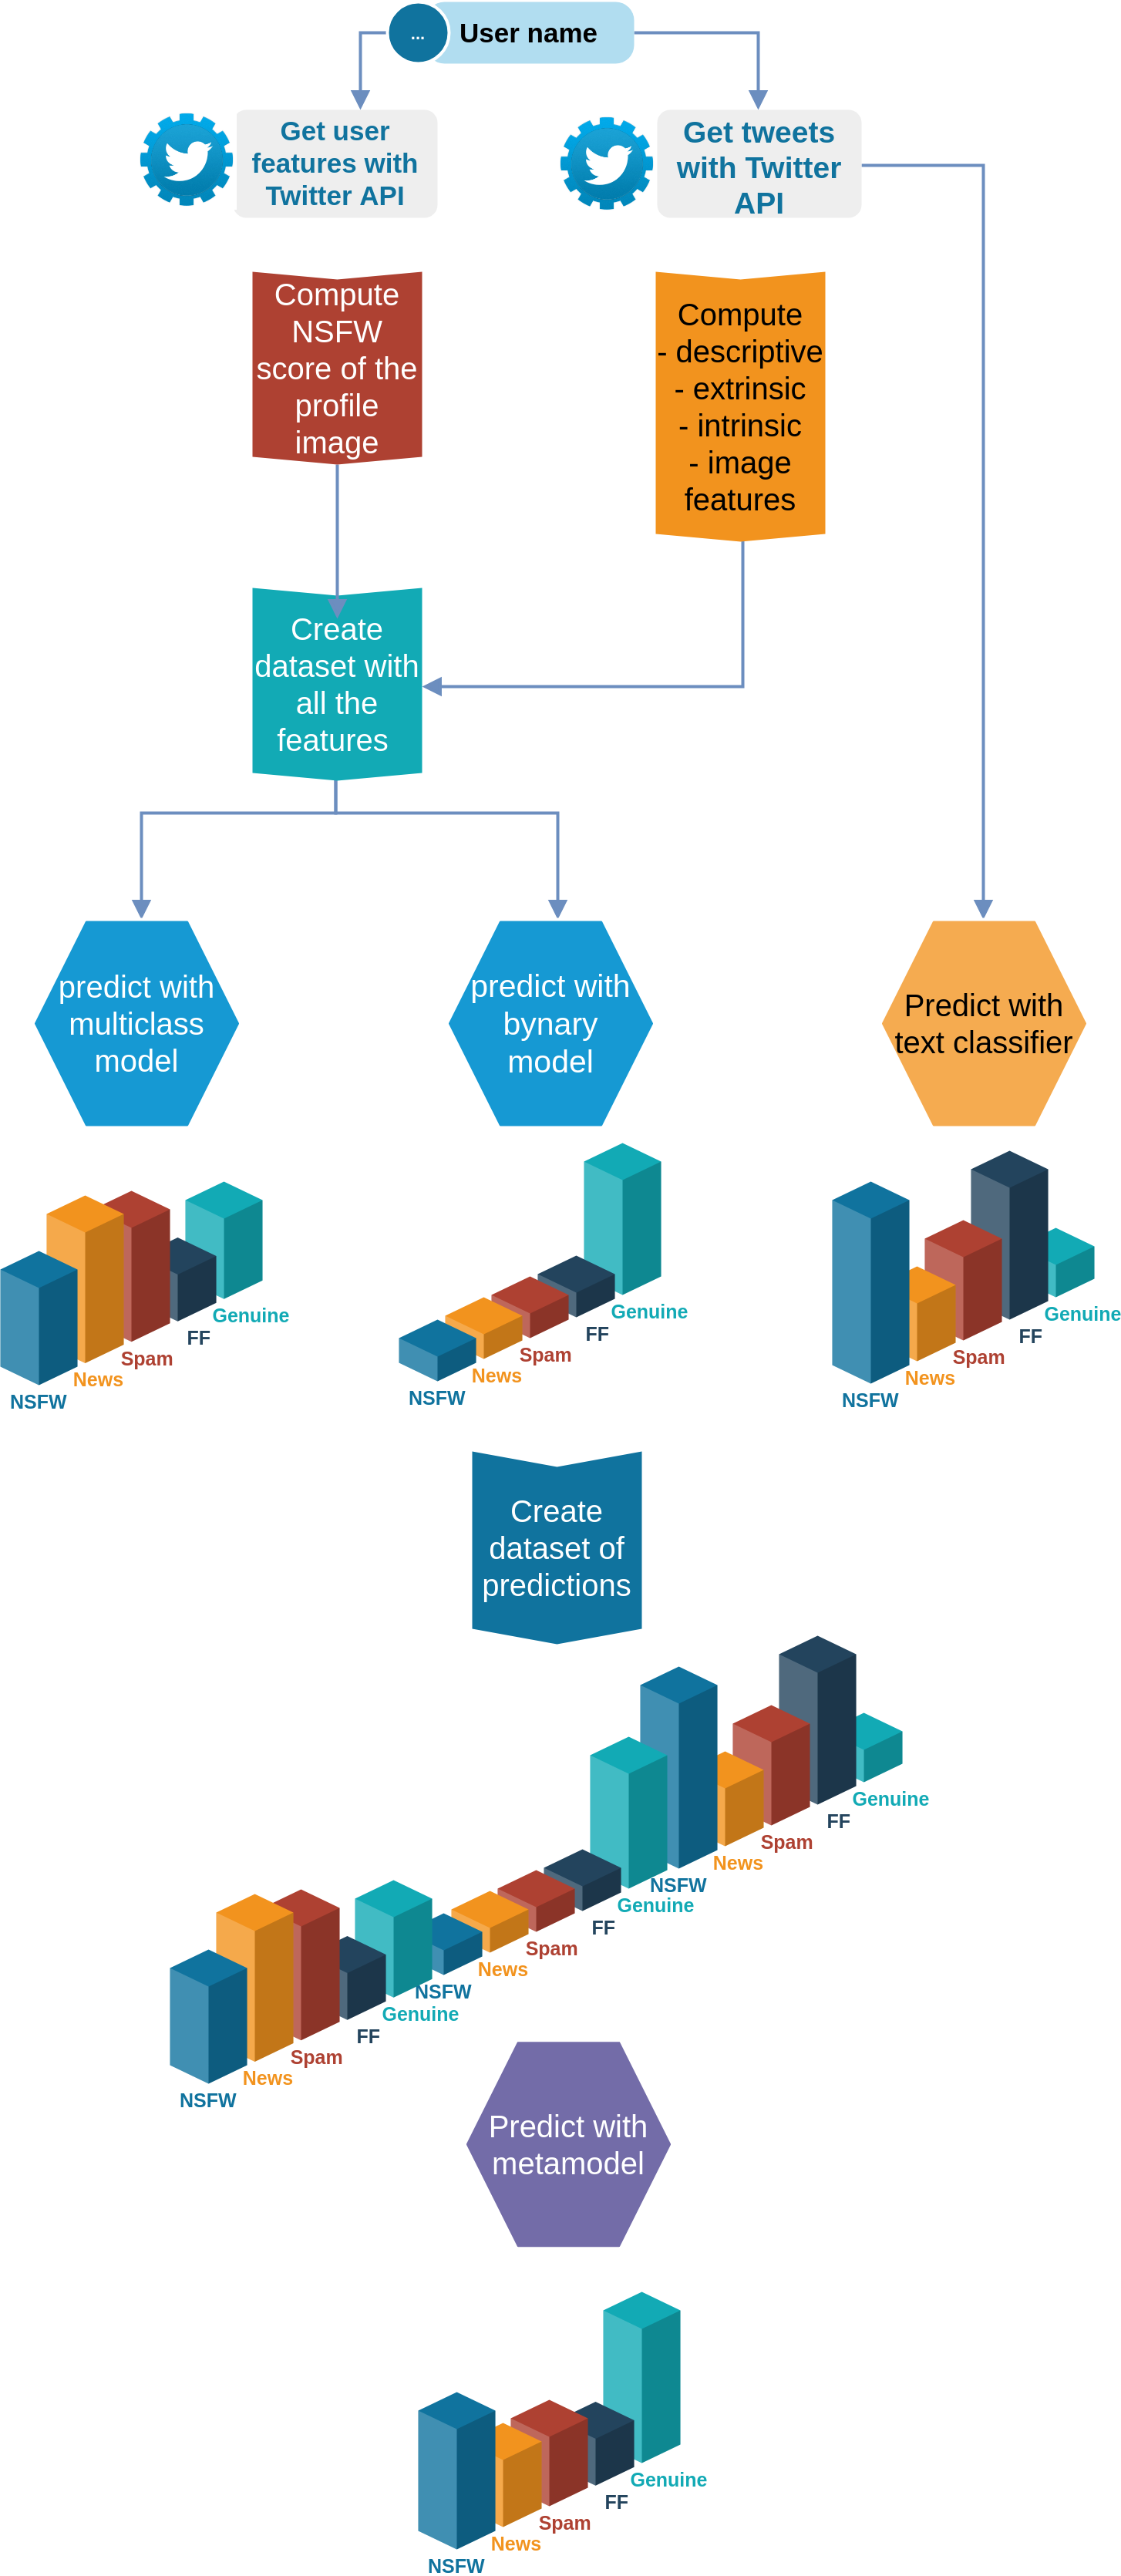 ...
User name
Get user
features with
Twitter API
Get tweets
with Twitter
API
Compute
NSFW
score of the
profile
image
Compute
- descriptive
- extrinsic
- intrinsic
- image
features
Create
dataset with
all the
features
predict with
multiclass
model
predict with
bynary
model
Predict with
text classifier
Genuine
FF
Spam
News
NSFW
Genuine
FF
Spam
News
NSFW
Genuine
FF
Spam
News
NSFW
Create
dataset of
predictions
Genuine
FF
Spam
News
NSFW
Genuine
FF
Spam
News
NSFW
Genuine
FF
Spam
News
NSFW
Predict with
metamodel
Genuine
FF
Spam
News
NSFW